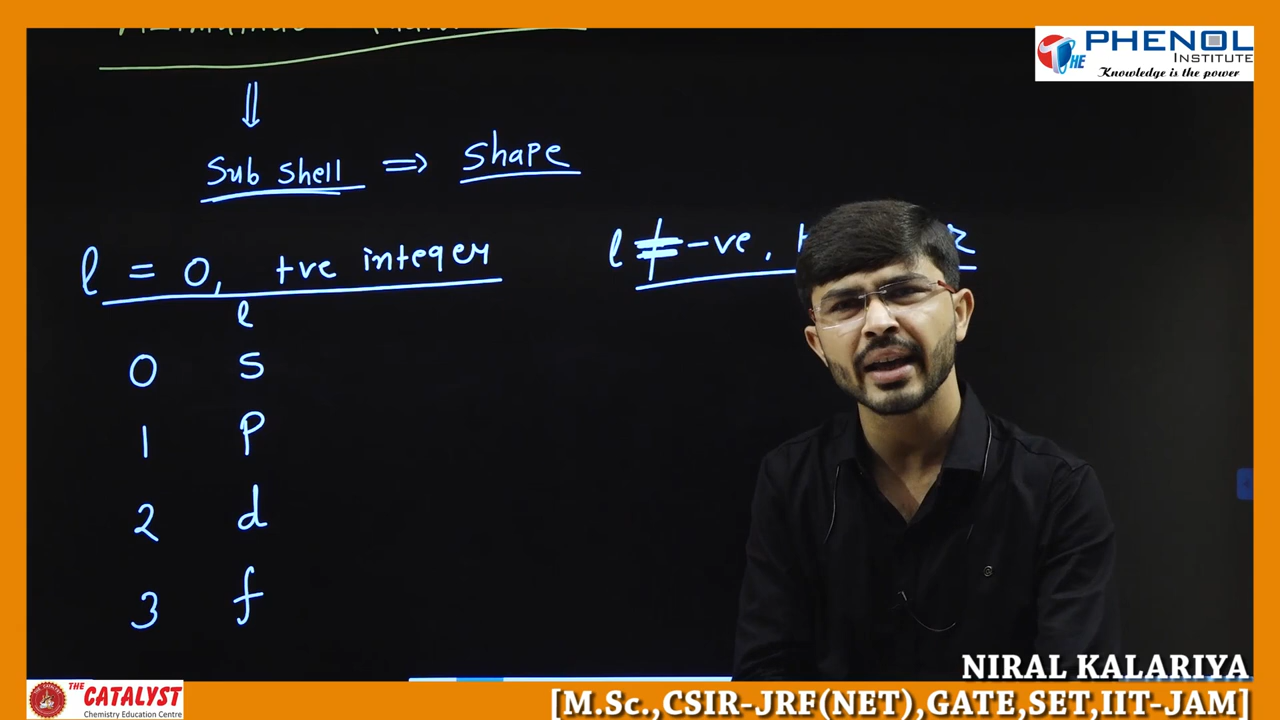 THE PHENOL
INSTITUTE
Knowledge is the power
Sub shell ⇒ Shape
l = 0, +ve integer
l ≠ -ve,
l
0 s
1 p
2 d
3 f
NIRAL KALARIYA
THE CATALYST
Chemistry Education Centre
[M.Sc.,CSIR-JRF(NET),GATE,SET,IIT-JAM]